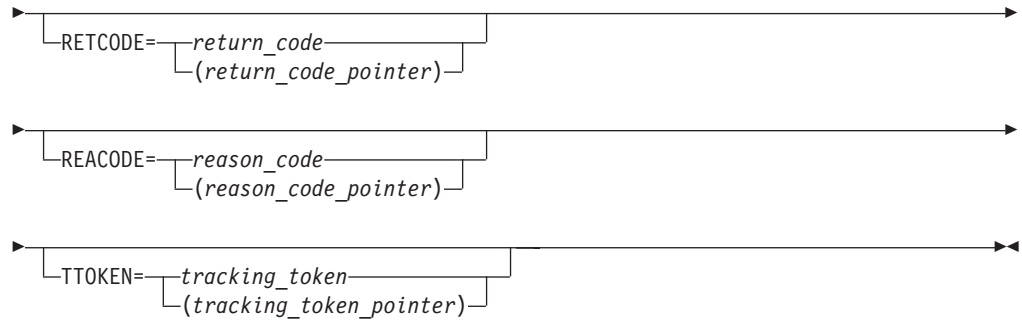 RETCODE= return_code
(return_code_pointer)
REACODE= reason_code
(reason_code_pointer)
TTOKEN= tracking_token
(tracking_token_pointer)